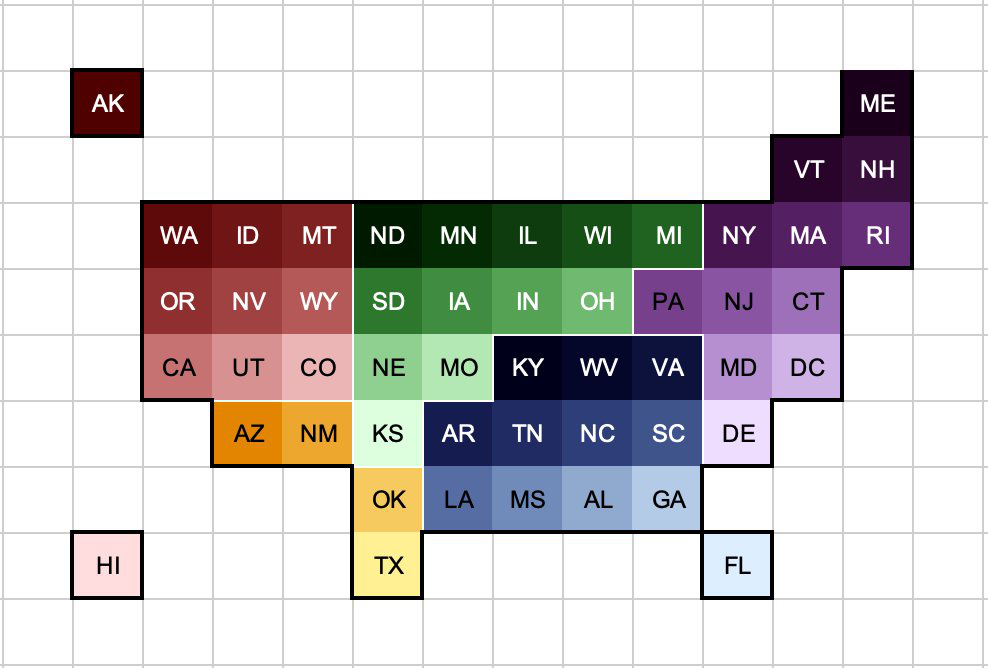 AK ME
VT NH
WA ID MT ND MN IL WI MI NY MA RI
OR NV WY SD IA IN OH PA NJ CT
CA UT CO NE MO KY WV VA MD DC
AZ NM KS AR TN NC SC DE
OK LA MS AL GA
HI TX FL